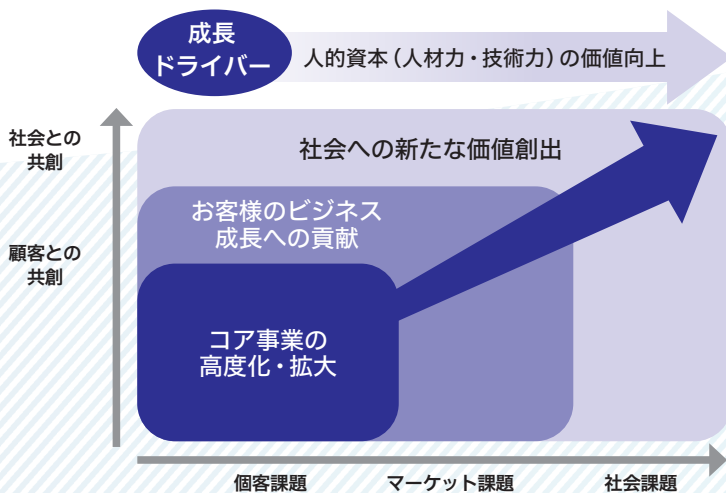 成長
ドライバー
人的資本（人材力・技術力）の価値向上
社会との
共創
社会への新たな価値創出
お客様のビジネス
成長への貢献
顧客との
共創
コア事業の
高度化・拡大
個客課題
マーケット課題
社会課題